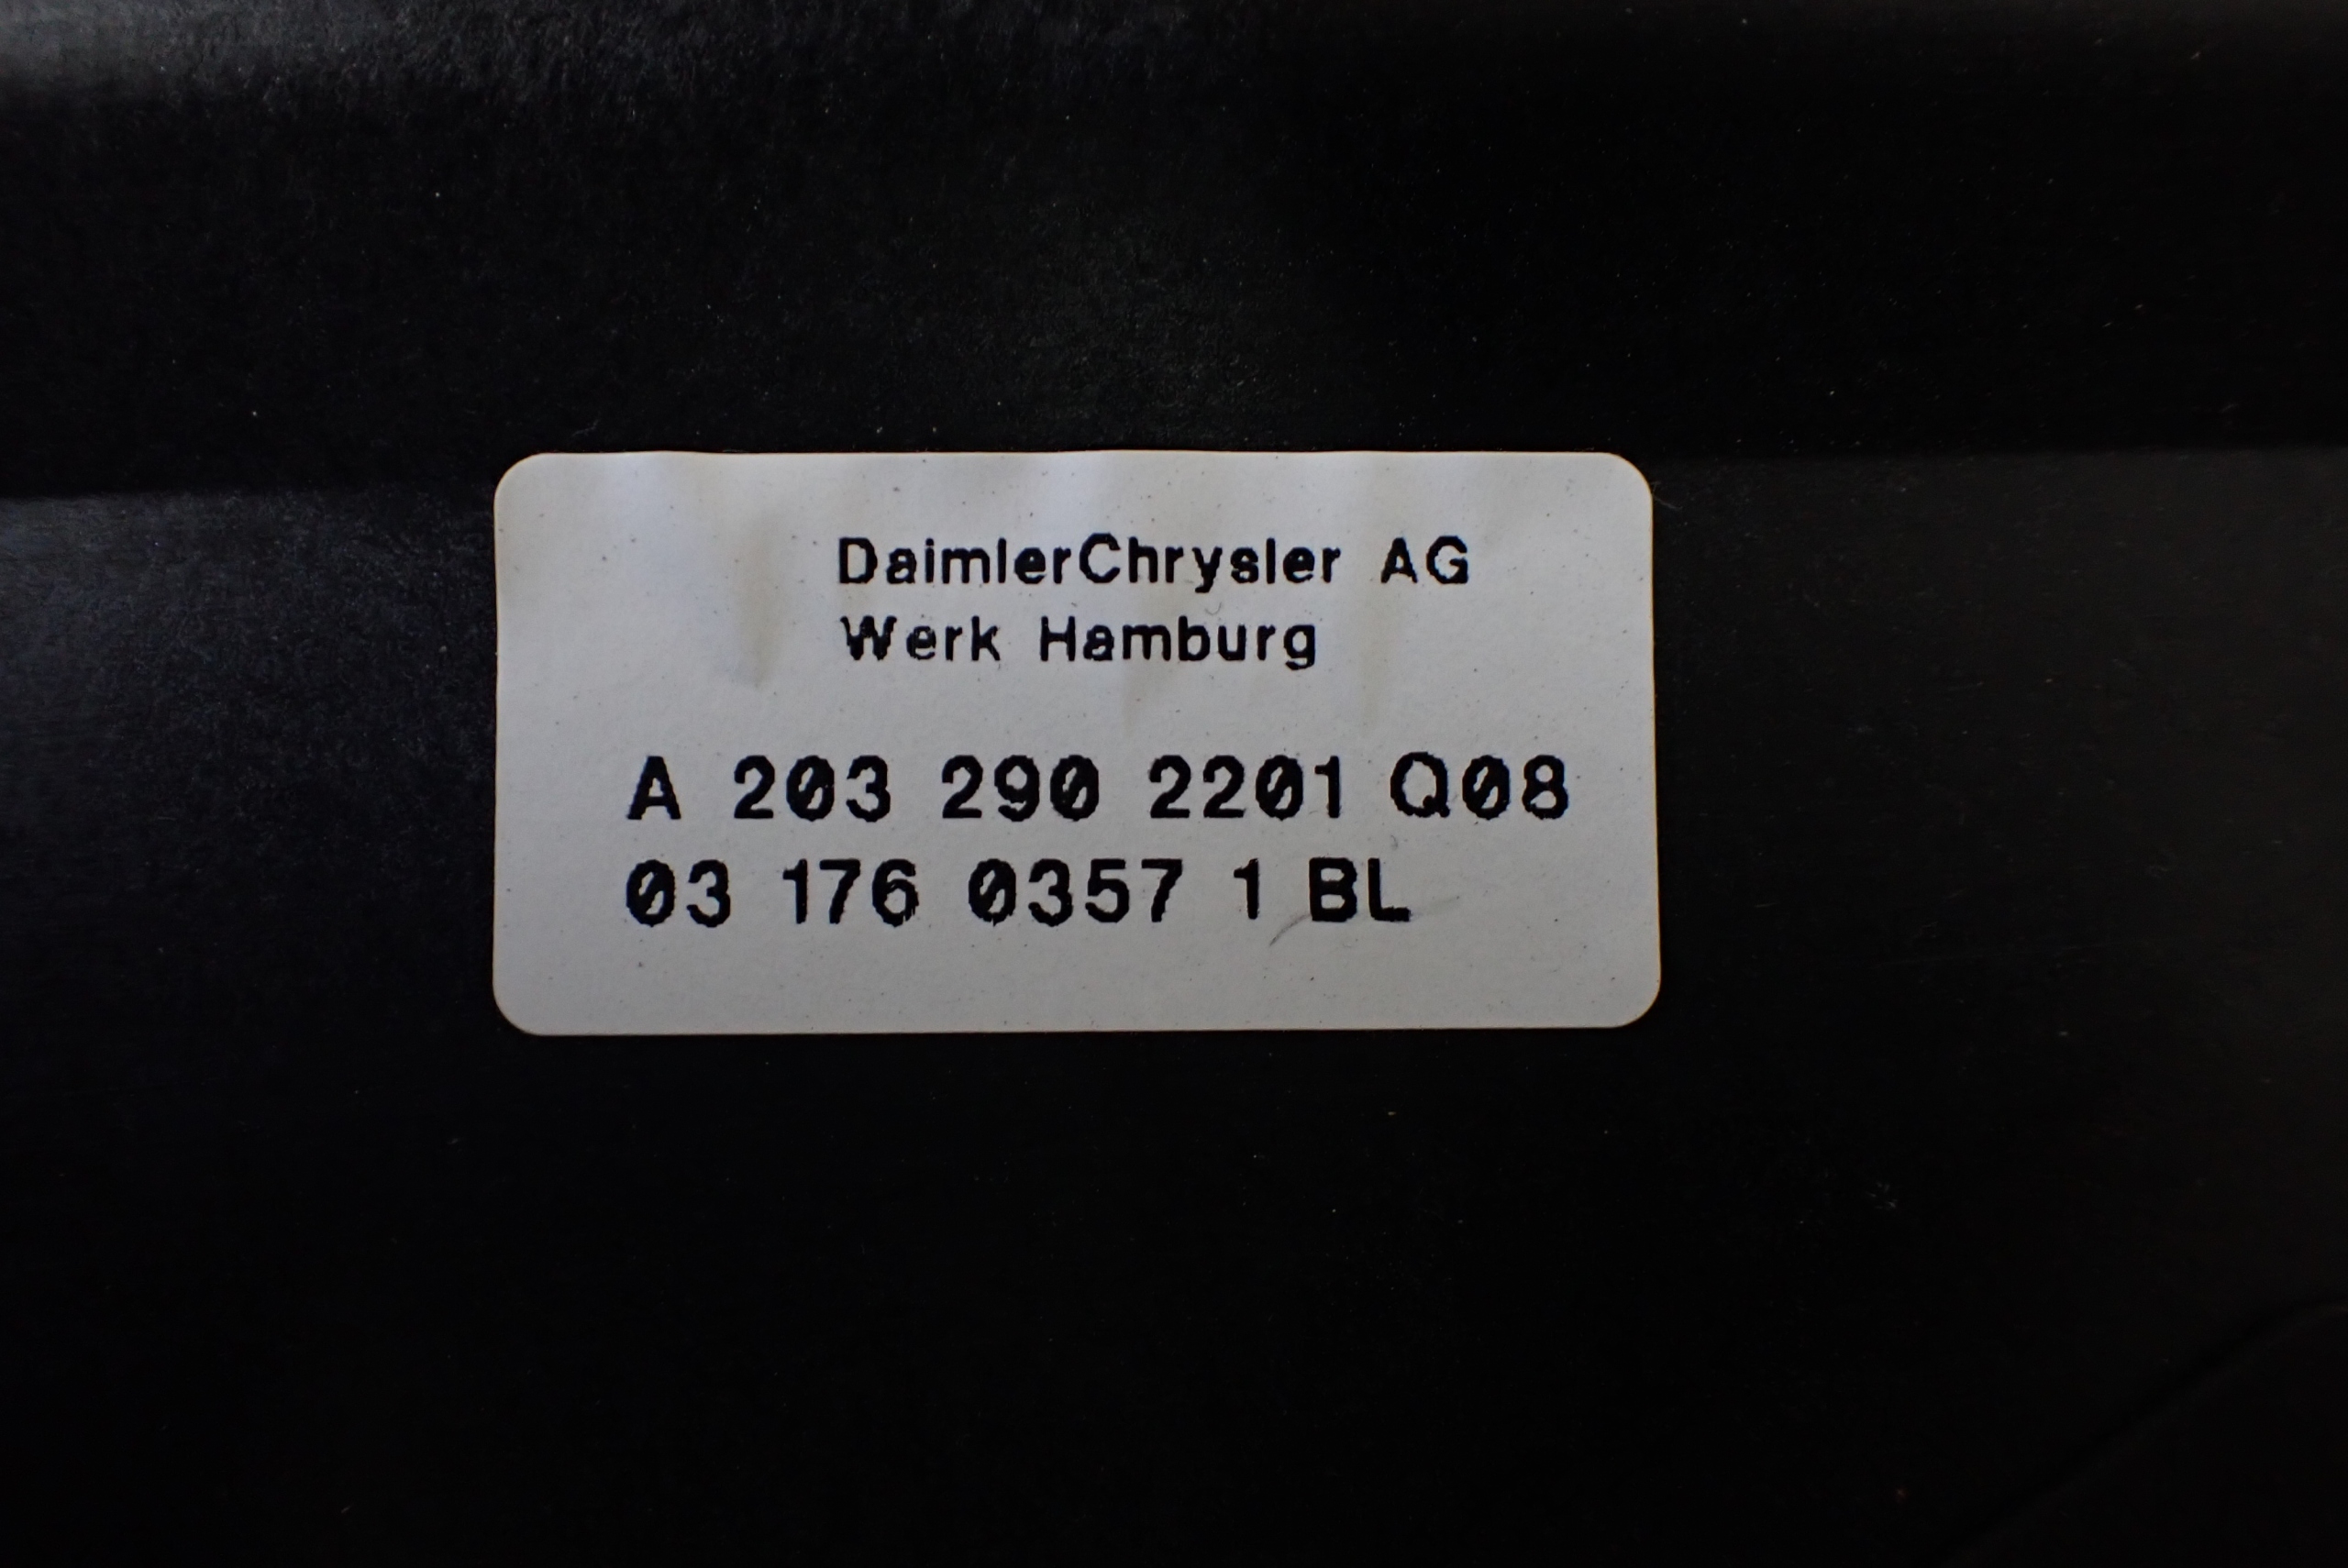 DaimlerChrysler AG
Werk Hamburg
A 203 290 2201 Q08
03 176 0357 1 BL